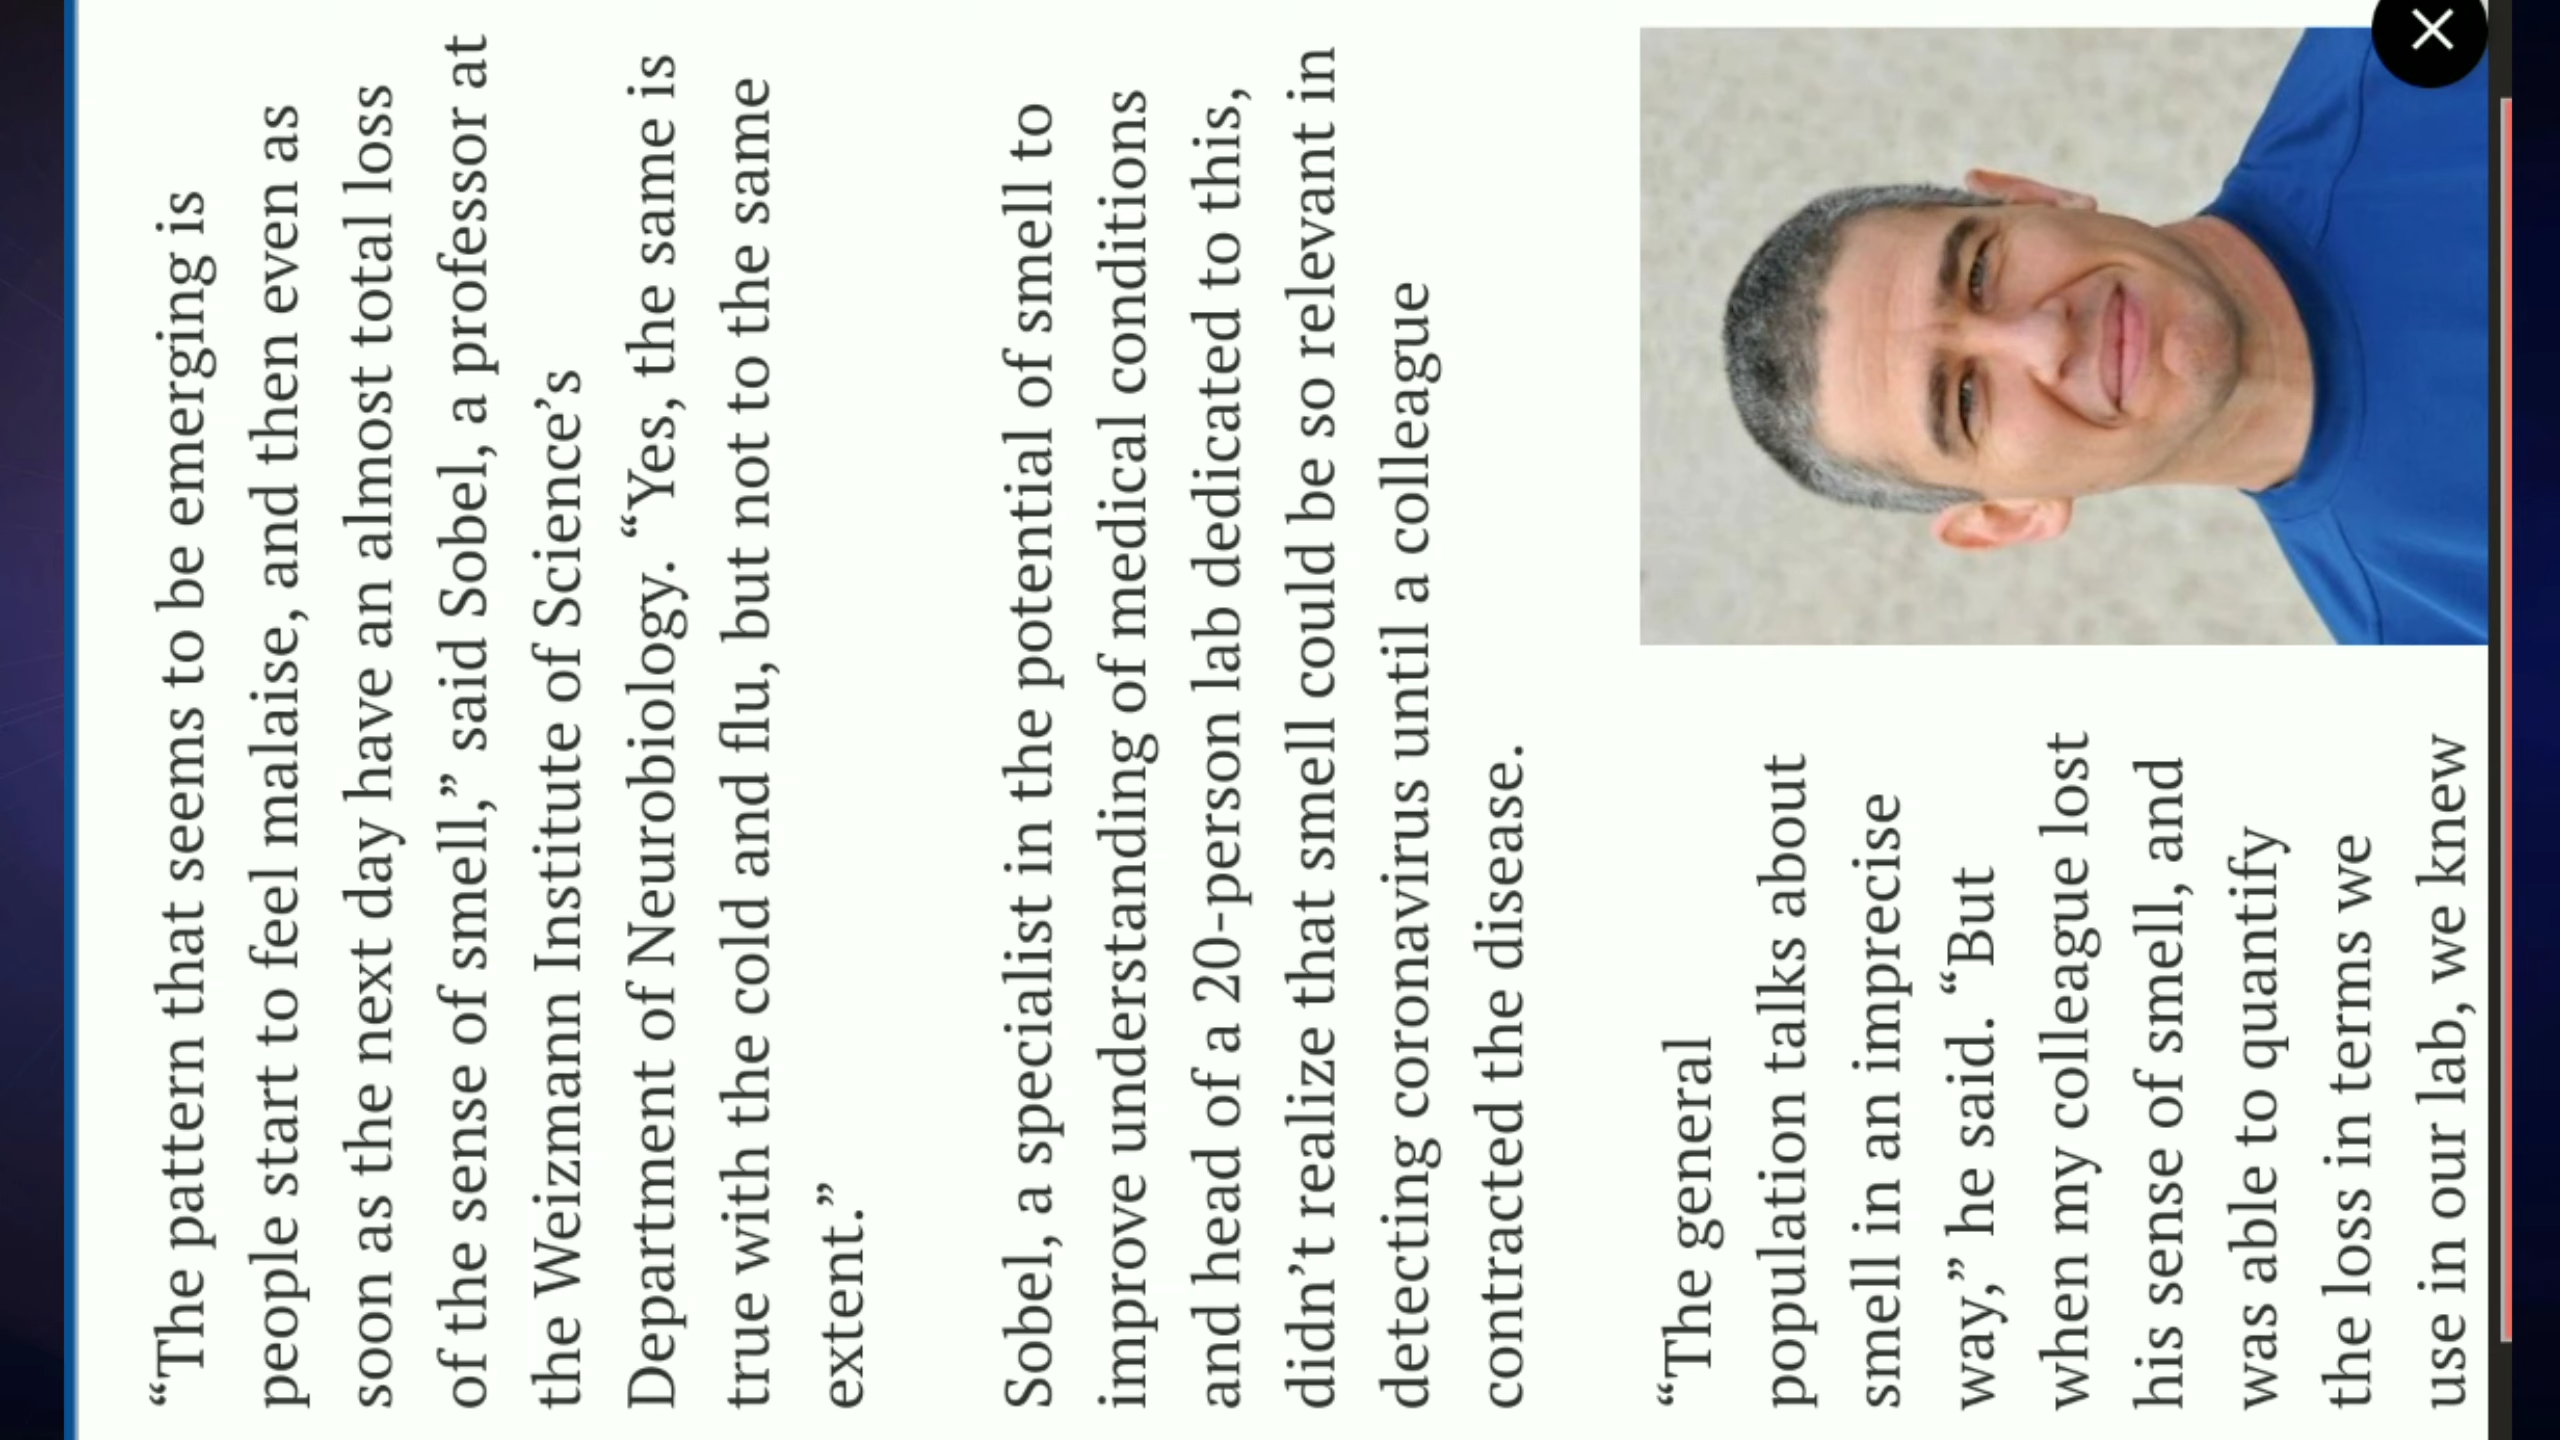 “The pattern that seems to be emerging is
people start to feel malaise, and then even as
soon as the next day have an almost total loss
of the sense of smell,” said Sobel, a professor at
the Weizmann Institute of Science’s
Department of Neurobiology. “Yes, the same is
true with the cold and flu, but not to the same
extent.”
Sobel, a specialist in the potential of smell to
improve understanding of medical conditions
and head of a 20-person lab dedicated to this,
didn’t realize that smell could be so relevant in
detecting coronavirus until a colleague
contracted the disease.
“The general
population talks about
smell in an imprecise
way,” he said. “But
when my colleague lost
his sense of smell, and
was able to quantify
the loss in terms we
use in our lab, we knew